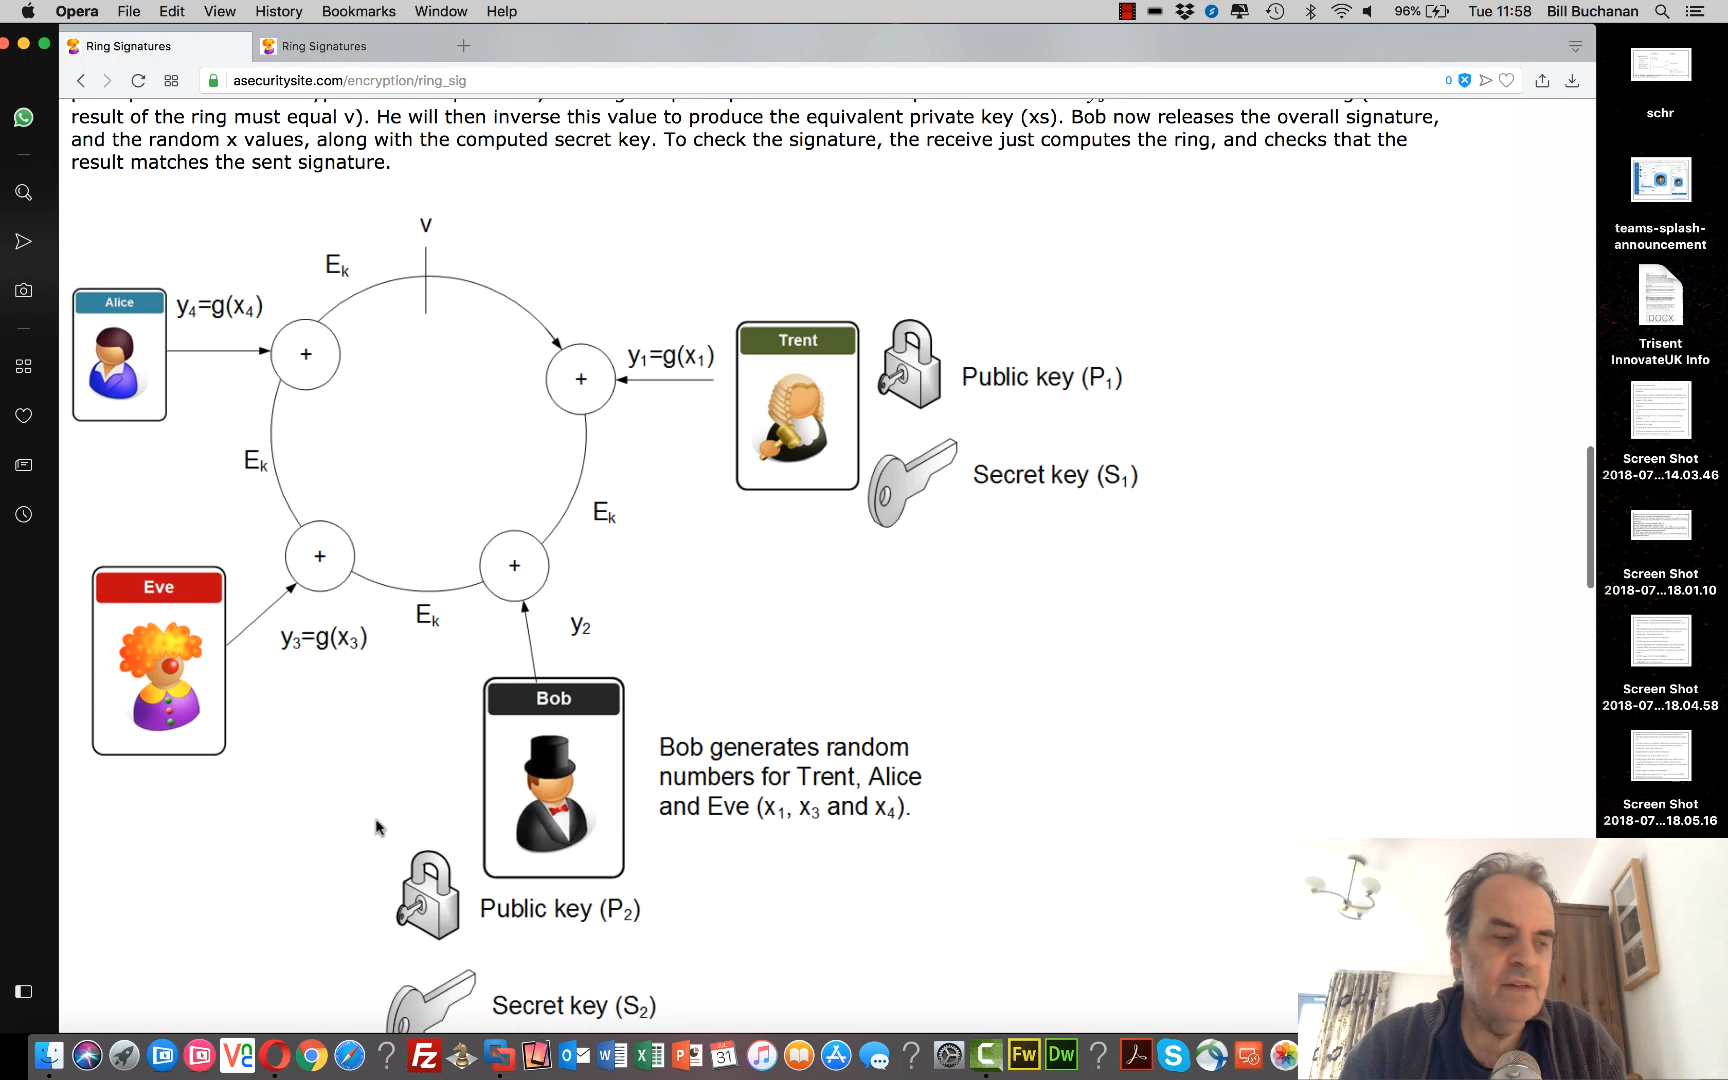 Opera File Edit View History Bookmarks Window Help 96% Tue 11:58 Bill Buchanan
Ring Signatures
Ring Signatures
asecuritysite.com/encryption/ring_sig
0
result of the ring must equal v). He will then inverse this value to produce the equivalent private key (xs). Bob now releases the overall signature,
and the random x values, along with the computed secret key. To check the signature, the receive just computes the ring, and checks that the
result matches the sent signature.
v
Ek
Alice
y4=g(x4)
+
+
y1=g(x1)
Trent
Public key (P1)
Secret key (S1)
Ek
Ek
+
+
Ek
Eve
y3=g(x3)
y2
Bob
Bob generates random
numbers for Trent, Alice
and Eve (x1, x3 and x4).
Public key (P2)
Secret key (S2)
schr
teams-splash-
announcement
DOCX
Trisent
InnovateUK Info
Screen Shot
2018-07...14.03.46
Screen Shot
2018-07...18.01.10
Screen Shot
2018-07...18.04.58
Screen Shot
2018-07...18.05.16
Fz
31
Fw
Dw